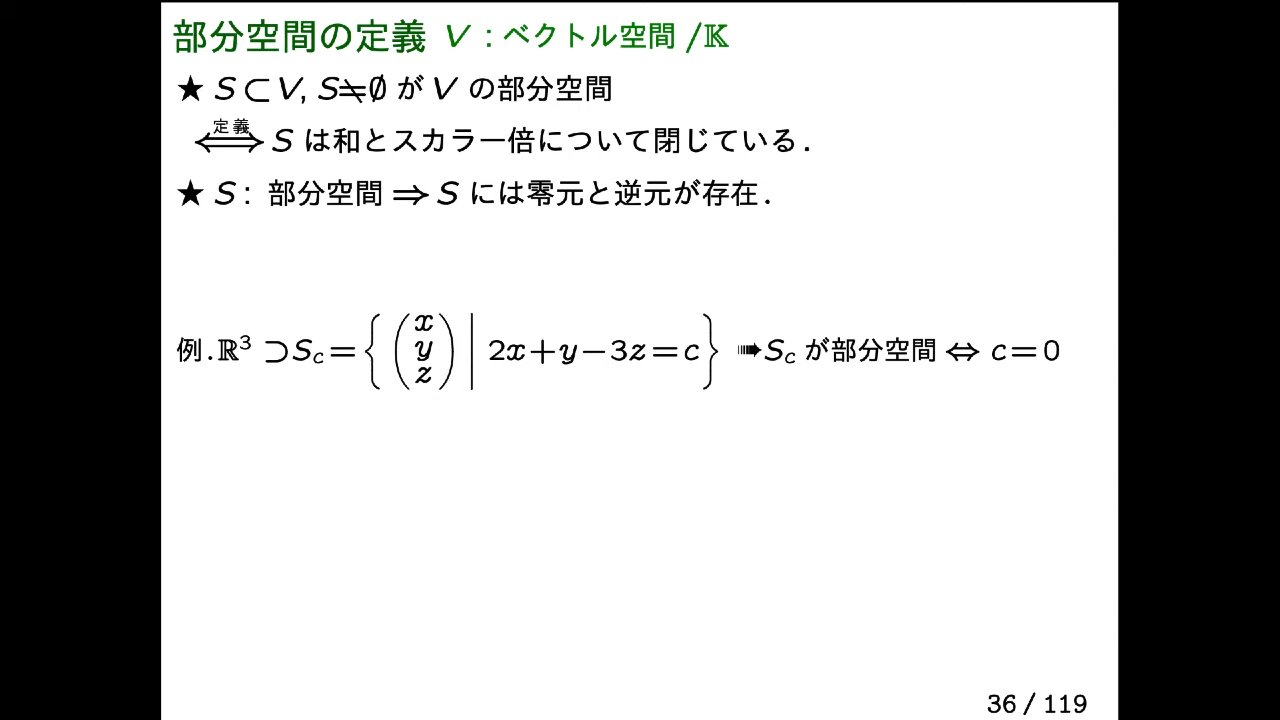 部分空間の定義 V : ベクトル空間 /𝕂
★ S ⊂ V, S ≠ ∅ が V の部分空間
定義
⟺ S は和とスカラー倍について閉じている.
★ S : 部分空間 ⇒ S には零元と逆元が存在.
例. ℝ³ ⊃ S_c = { (x y z) | 2x + y − 3z = c } ➠ S_c が部分空間 ⇔ c = 0
36 / 119